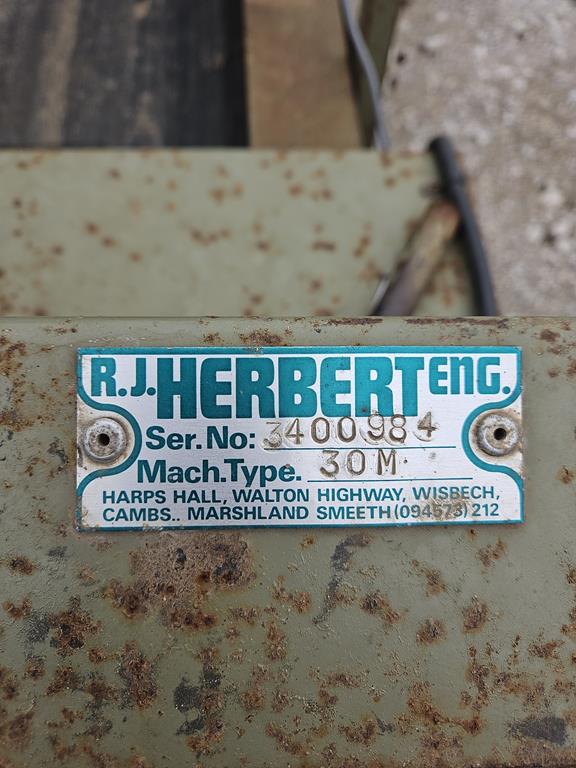 R.J. HERBERT ENG.
Ser. No: 3400984
Mach. Type. 30M
HARPS HALL, WALTON HIGHWAY, WISBECH,
CAMBS.. MARSHLAND SMEETH (094573) 212